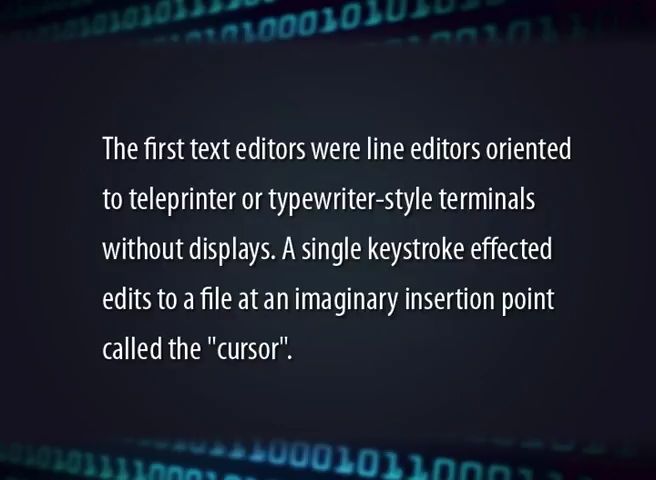 The first text editors were line editors oriented
to teleprinter or typewriter-style terminals
without displays. A single keystroke effected
edits to a file at an imaginary insertion point
called the "cursor".